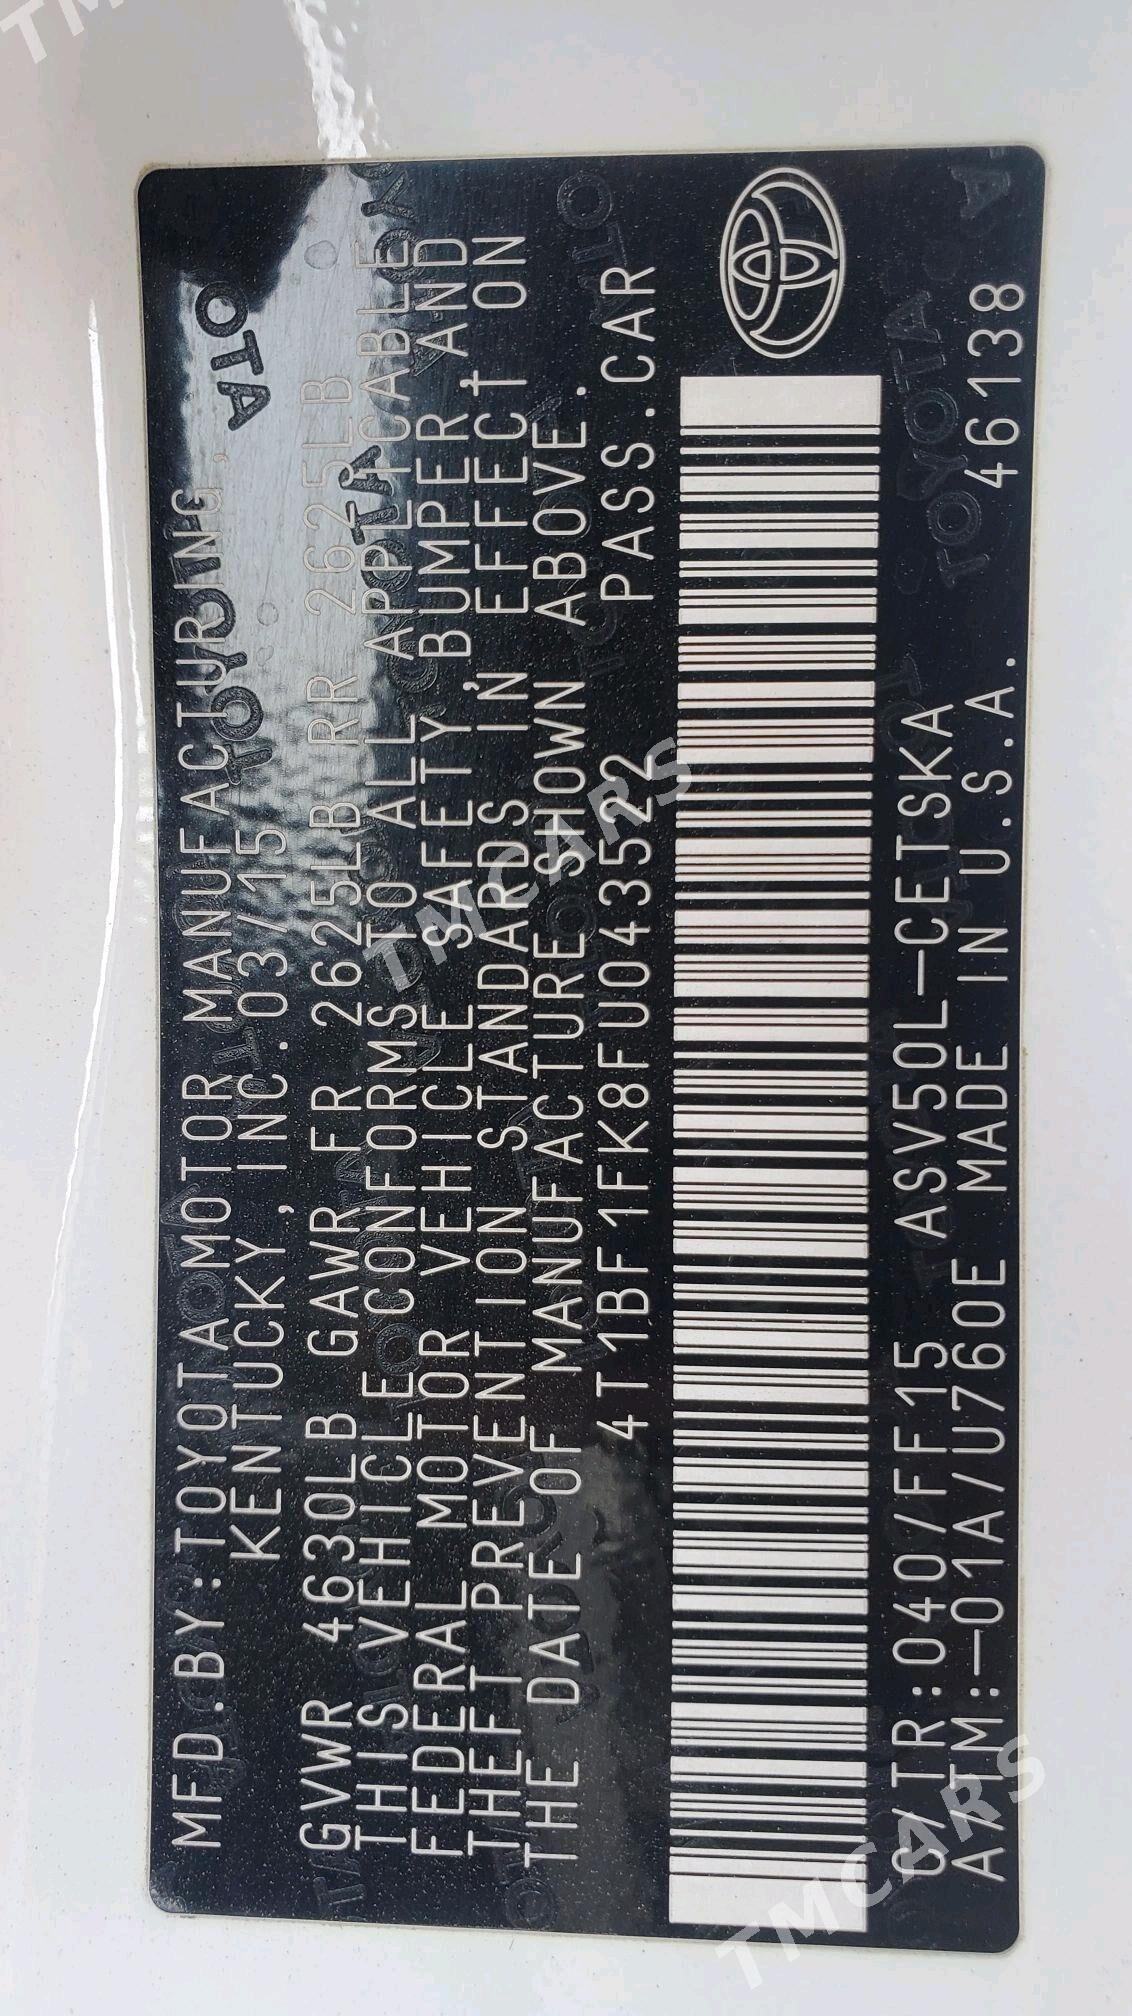 MFD.BY:TOYOTA MOTOR MANUFACTURING,
KENTUCKY, INC. 03/15
GVWR 4630LB GAWR FR 2625LB RR 2625LB
THIS VEHICLE CONFORMS TO ALL APPLICABLE
FEDERAL MOTOR VEHICLE SAFETY, BUMPER AND
THEFT PREVENTION STANDARDS IN EFFECT ON
THE DATE OF MANUFACTURE SHOWN ABOVE.
4T1BF1FK8FU043522 PASS.CAR
C/TR:040/FF15 ASV50L-CETSKA
A/TM:-01A/U760E MADE IN U.S.A. 46138
TMCARS
TMCARS